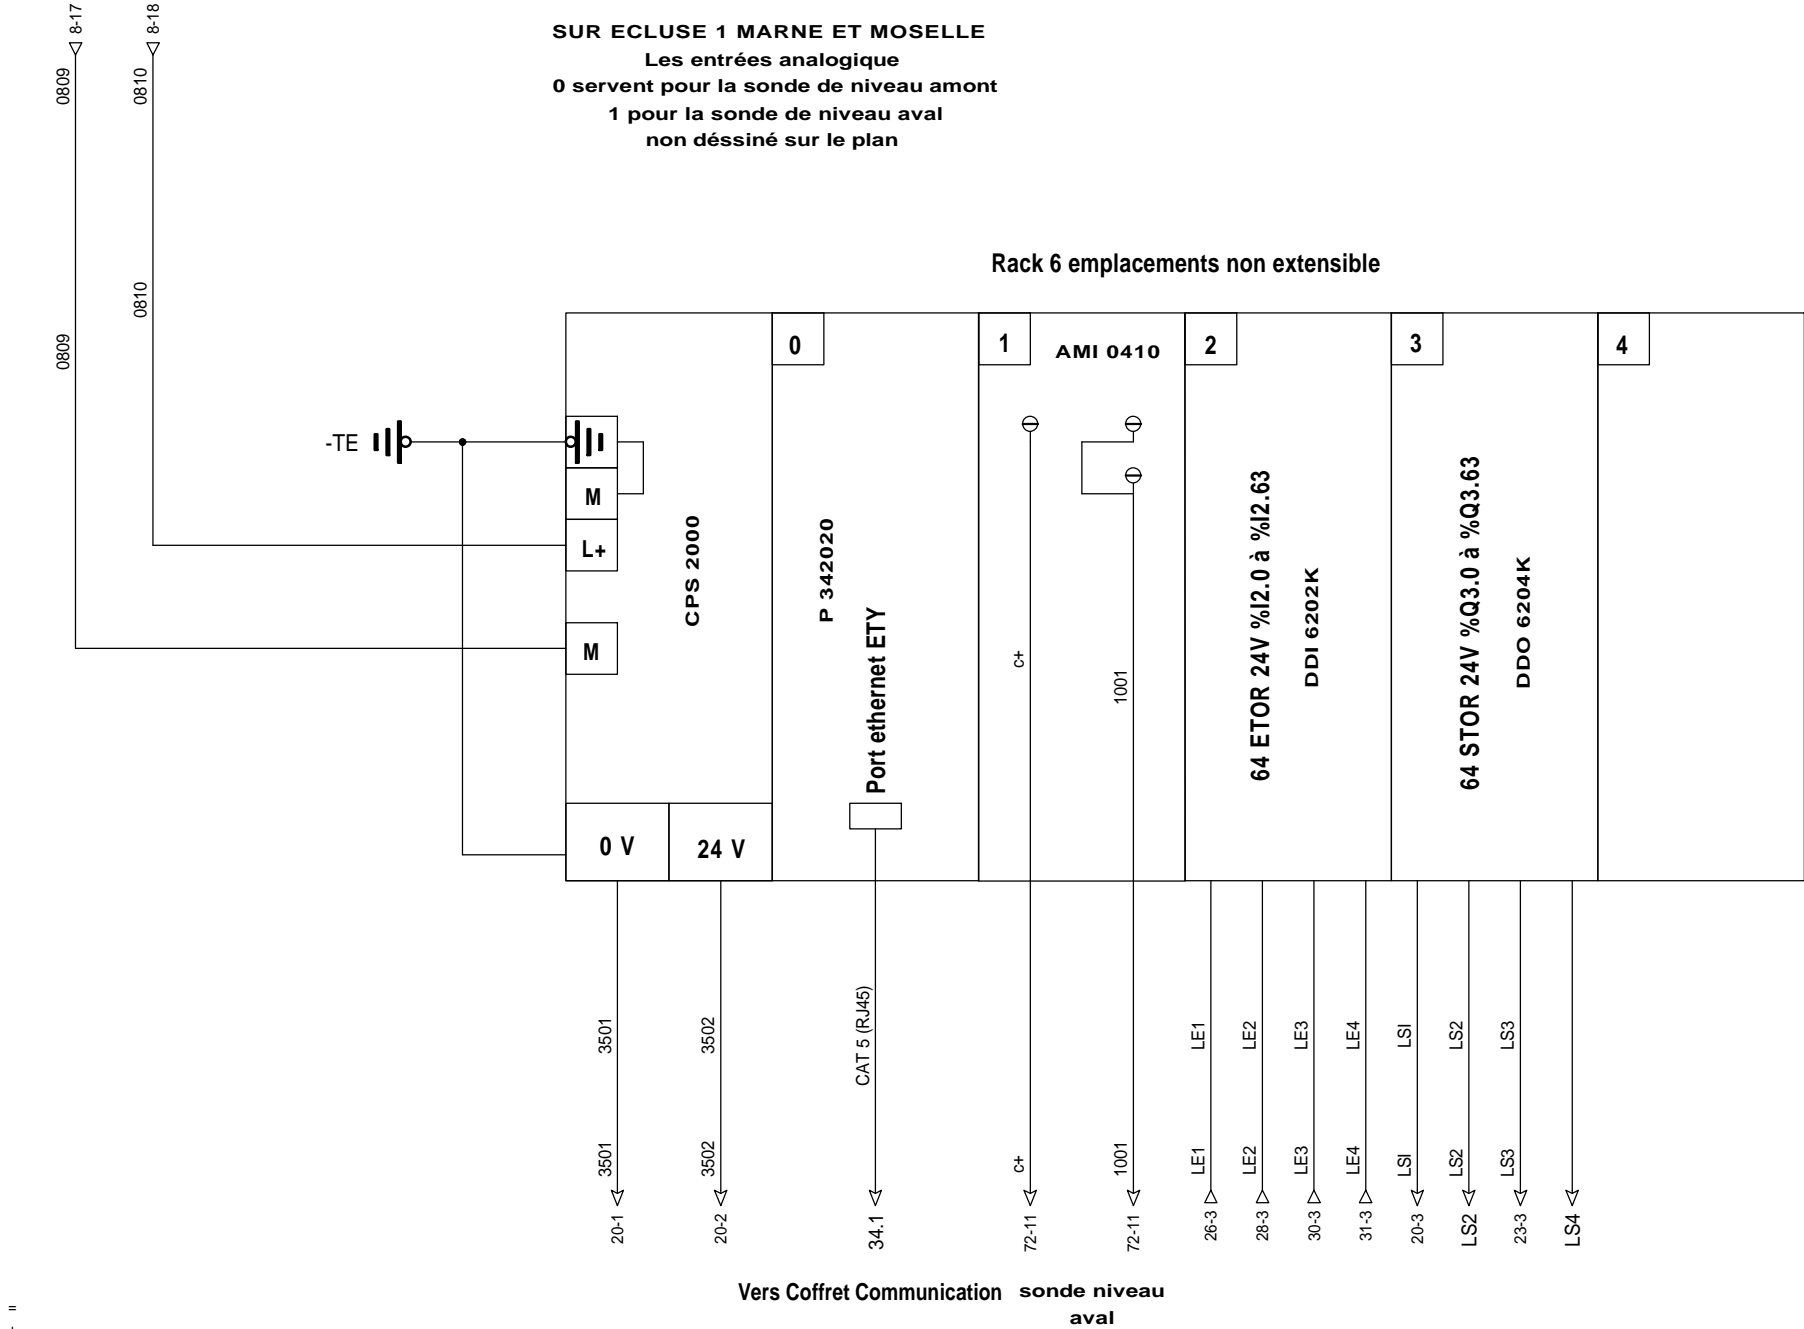 8-17
8-18
0809
0810
SUR ECLUSE 1 MARNE ET MOSELLE
Les entrées analogique
0 servent pour la sonde de niveau amont
1 pour la sonde de niveau aval
non déssiné sur le plan
Rack 6 emplacements non extensible
0809
0810
0
1
AMI 0410
2
3
4
-TE
M
L+
M
CPS 2000
P 342020
Port ethernet ETY
c+
1001
64 ETOR 24V %I2.0 à %I2.63
DDI 6202K
64 STOR 24V %Q3.0 à %Q3.63
DDO 6204K
0 V
24 V
3501
3502
CAT 5 (RJ45)
LE1
LE2
LE3
LE4
LSI
LS2
LS3
3501
3502
c+
1001
LE1
LE2
LE3
LE4
LSI
LS2
LS3
20-1
20-2
34.1
72-11
72-11
26-3
28-3
30-3
31-3
20-3
LS2
23-3
LS4
Vers Coffret Communication
sonde niveau
aval
=